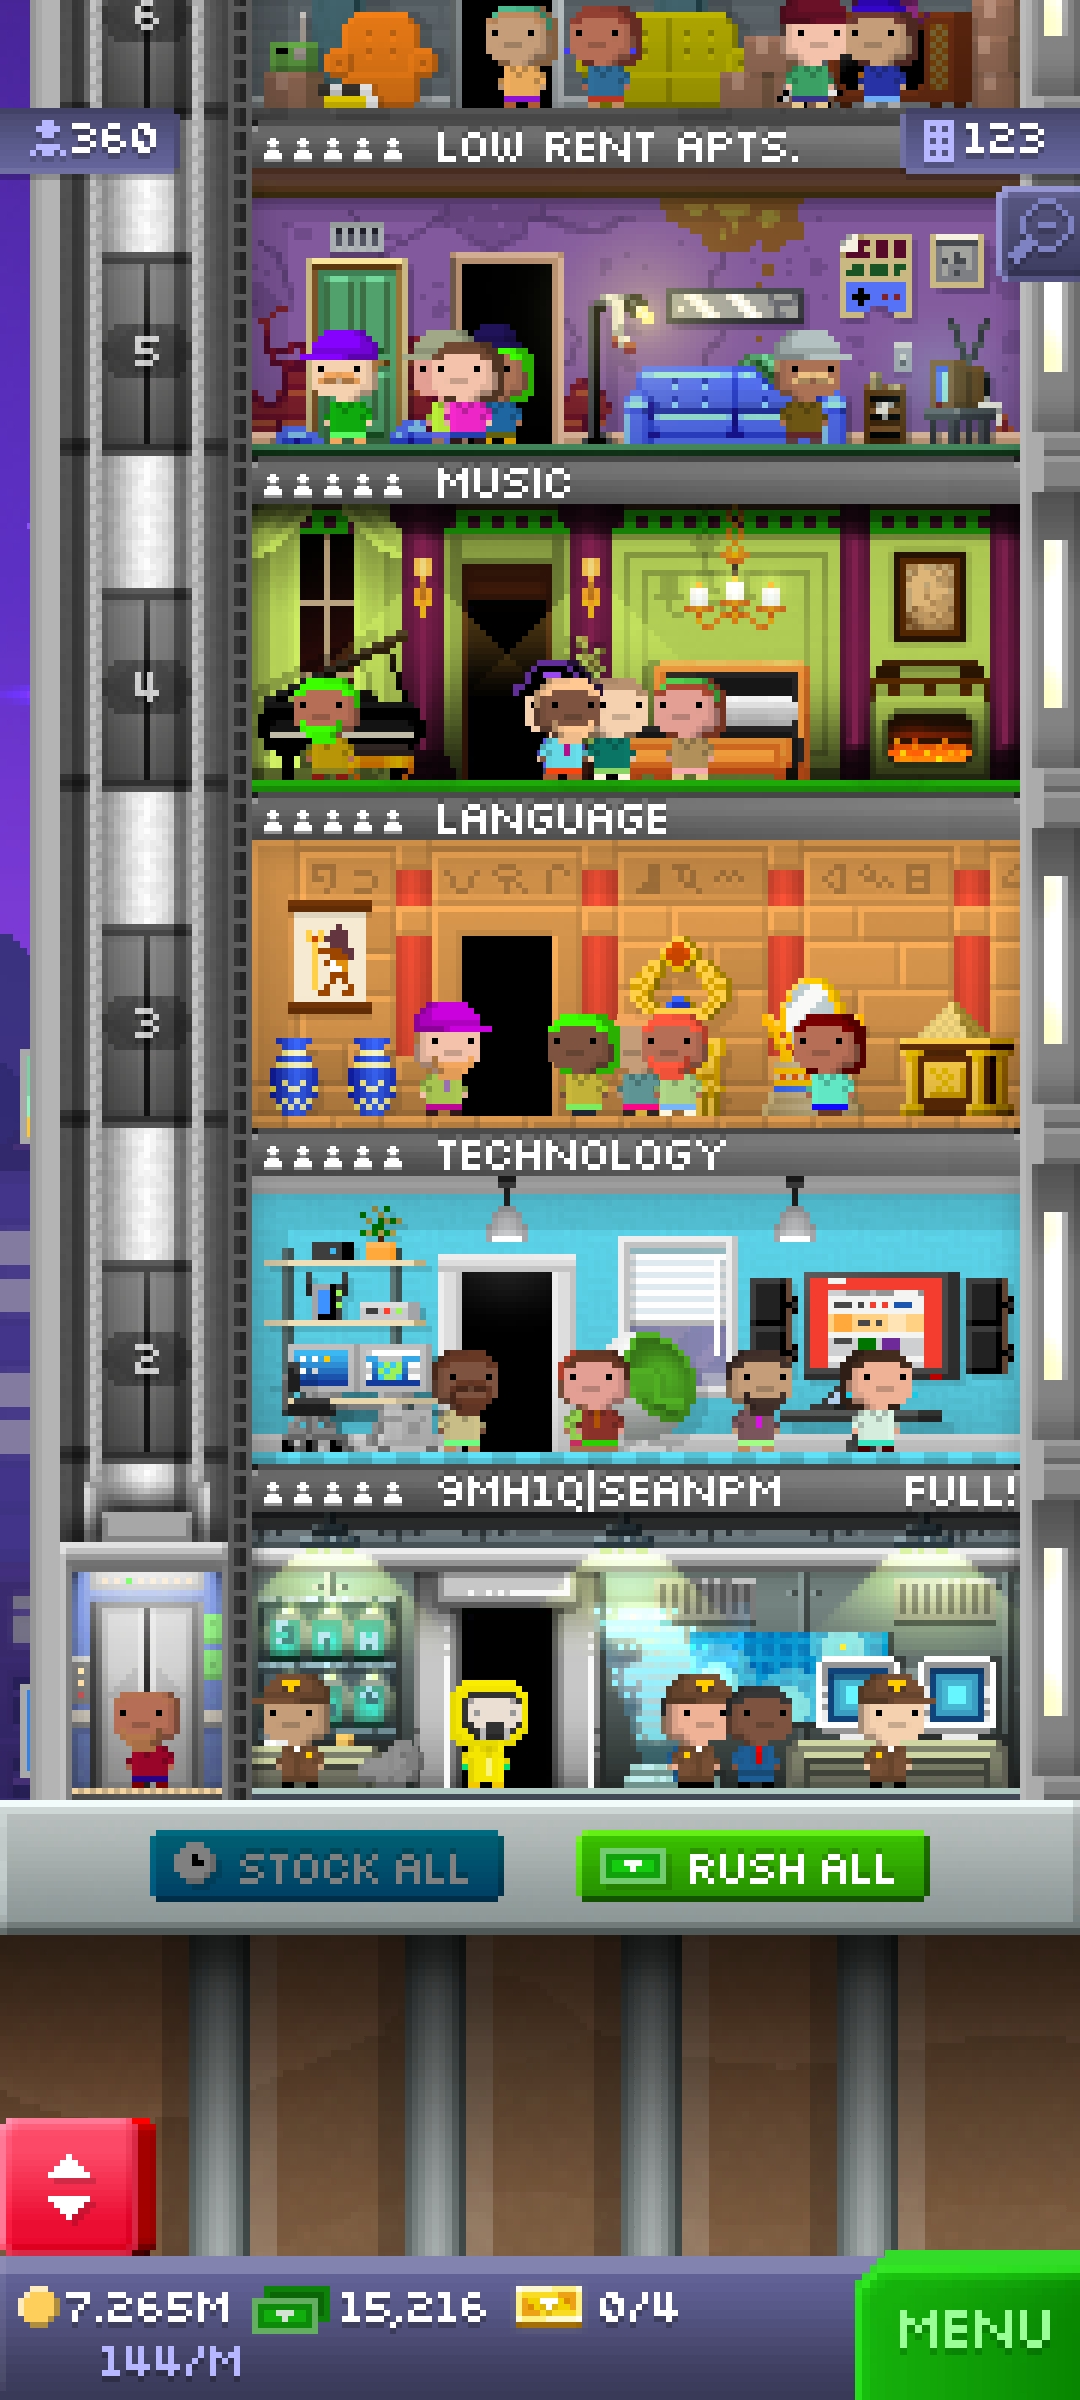 6
360
LOW RENT APTS.
123
5
MUSIC
4
LANGUAGE
3
TECHNOLOGY
2
9MH1Q|SEANPM FULL!
STOCK ALL
RUSH ALL
7.265M 15,216 0/4
144/M
MENU